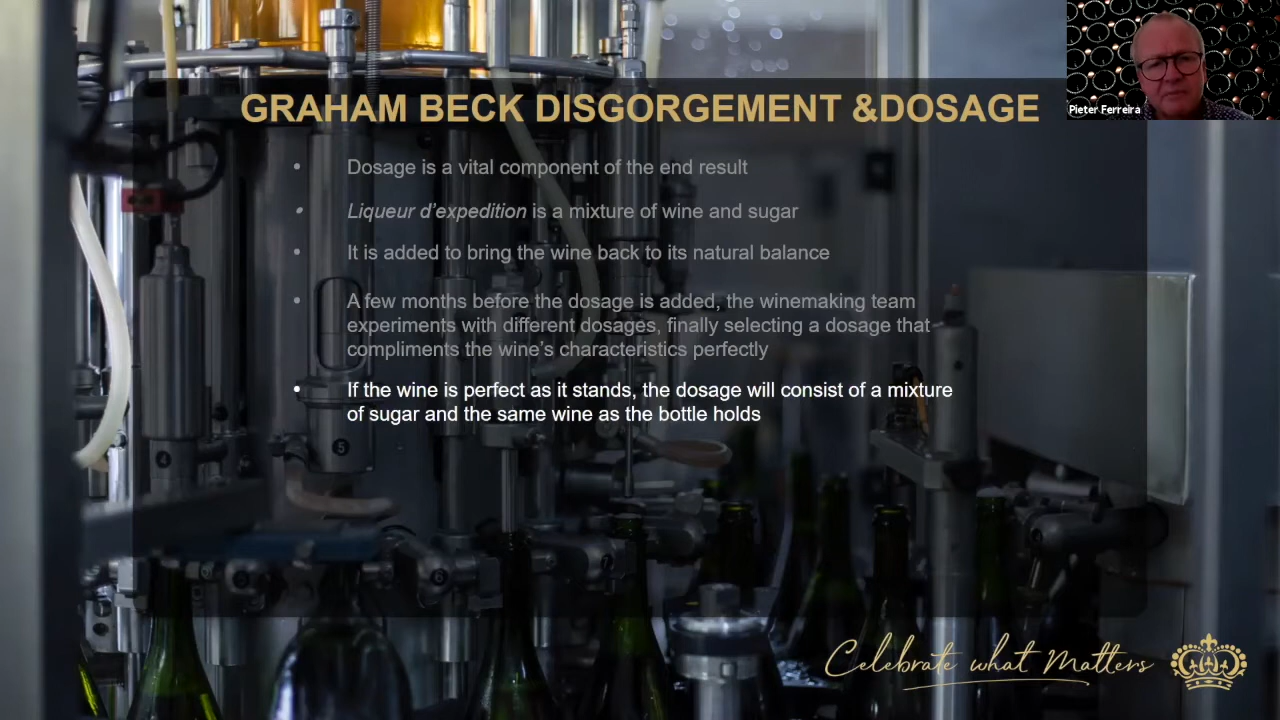 Pieter Ferreira
GRAHAM BECK DISGORGEMENT &DOSAGE
• Dosage is a vital component of the end result
• Liqueur d'expedition is a mixture of wine and sugar
• It is added to bring the wine back to its natural balance
• A few months before the dosage is added, the winemaking team
experiments with different dosages, finally selecting a dosage that
compliments the wine's characteristics perfectly
• If the wine is perfect as it stands, the dosage will consist of a mixture
of sugar and the same wine as the bottle holds
4
5
6
7
Celebrate what Matters